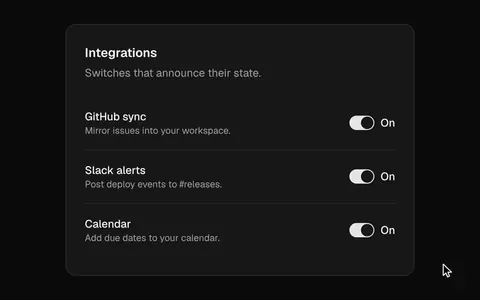 Integrations
Switches that announce their state.
GitHub sync
Mirror issues into your workspace.
On
Slack alerts
Post deploy events to #releases.
On
Calendar
Add due dates to your calendar.
On